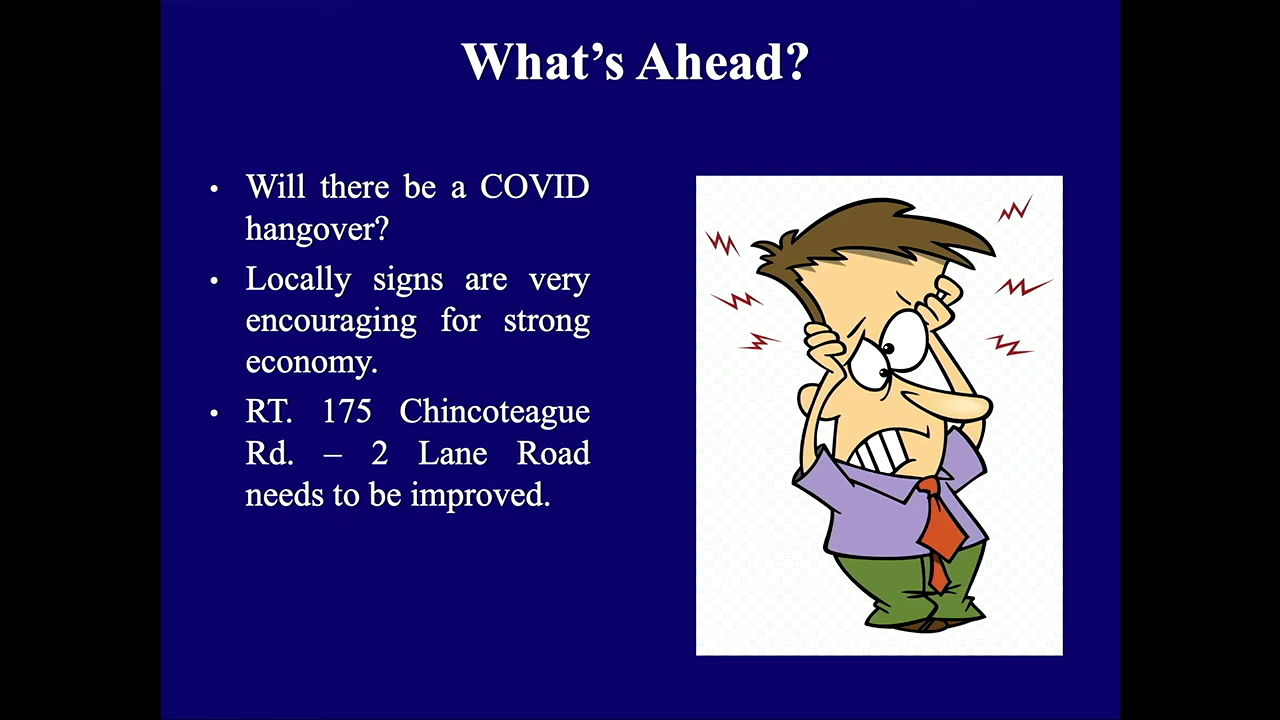 What’s Ahead?
• Will there be a COVID
hangover?
• Locally signs are very
encouraging for strong
economy.
• RT. 175 Chincoteague
Rd. – 2 Lane Road
needs to be improved.